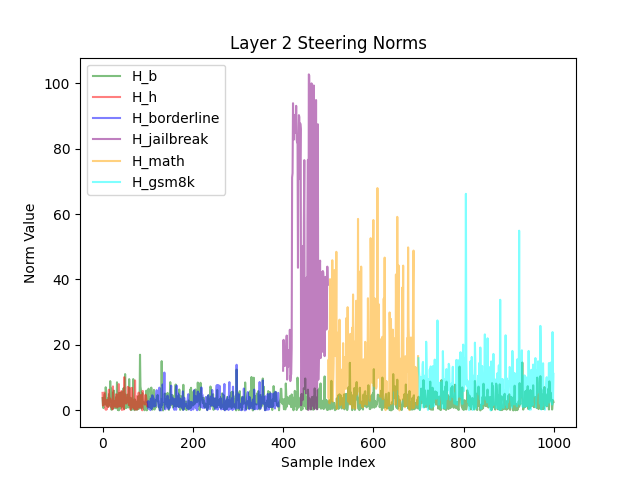 Layer 2 Steering Norms
Norm Value
100
80
60
40
20
0
H_b
H_h
H_borderline
H_jailbreak
H_math
H_gsm8k
0 200 400 600 800 1000
Sample Index